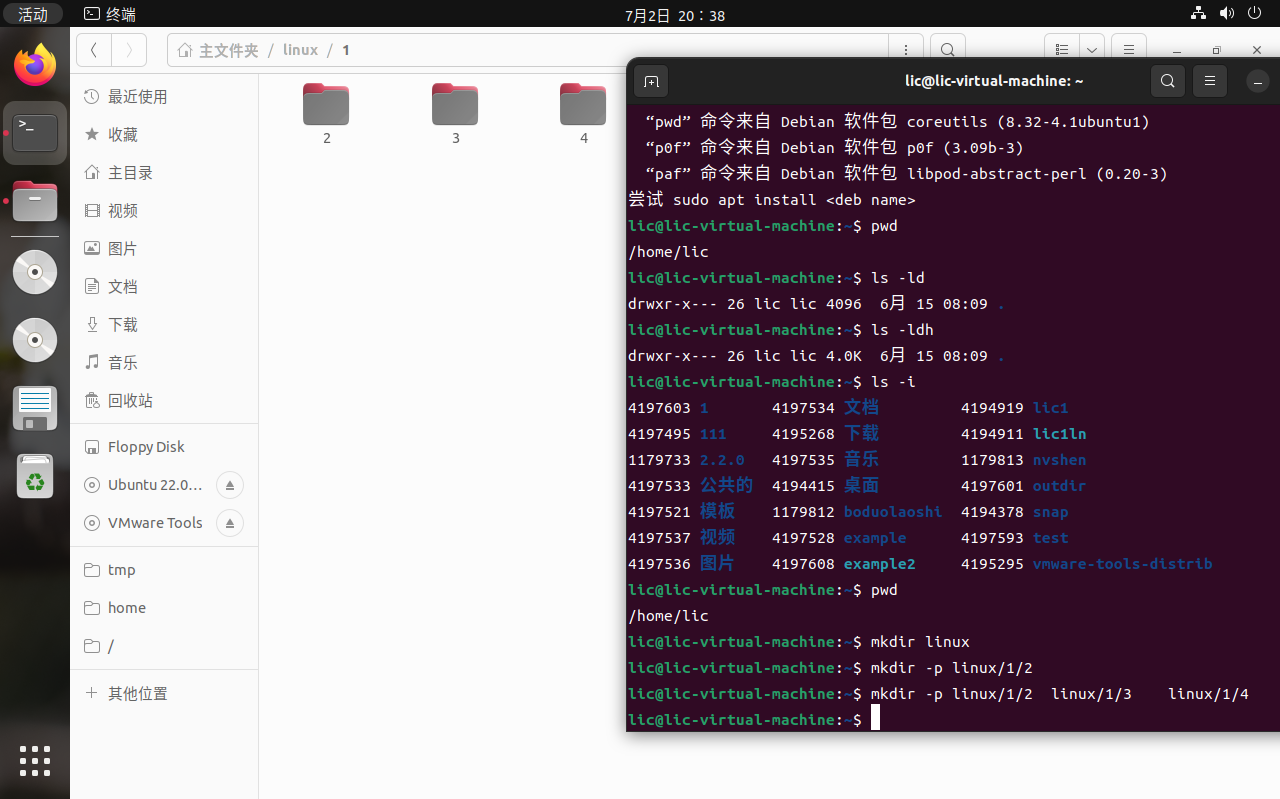 活动 终端 7月2日 20：38
主文件夹 / linux / 1
最近使用
收藏
主目录
视频
图片
文档
下载
音乐
回收站
Floppy Disk
Ubuntu 22.0…
VMware Tools
tmp
home
/
其他位置
2 3 4
lic@lic-virtual-machine: ~
“pwd” 命令来自 Debian 软件包 coreutils (8.32-4.1ubuntu1)
“p0f” 命令来自 Debian 软件包 p0f (3.09b-3)
“paf” 命令来自 Debian 软件包 libpod-abstract-perl (0.20-3)
尝试 sudo apt install <deb name>
lic@lic-virtual-machine:~$ pwd
/home/lic
lic@lic-virtual-machine:~$ ls -ld
drwxr-x--- 26 lic lic 4096  6月 15 08:09 .
lic@lic-virtual-machine:~$ ls -ldh
drwxr-x--- 26 lic lic 4.0K  6月 15 08:09 .
lic@lic-virtual-machine:~$ ls -i
4197603 1 4197534 文档 4194919 lic1
4197495 111 4195268 下载 4194911 lic1ln
1179733 2.2.0 4197535 音乐 1179813 nvshen
4197533 公共的 4194415 桌面 4197601 outdir
4197521 模板 1179812 boduolaoshi 4194378 snap
4197537 视频 4197528 example 4197593 test
4197536 图片 4197608 example2 4195295 vmware-tools-distrib
lic@lic-virtual-machine:~$ pwd
/home/lic
lic@lic-virtual-machine:~$ mkdir linux
lic@lic-virtual-machine:~$ mkdir -p linux/1/2
lic@lic-virtual-machine:~$ mkdir -p linux/1/2  linux/1/3    linux/1/4
lic@lic-virtual-machine:~$